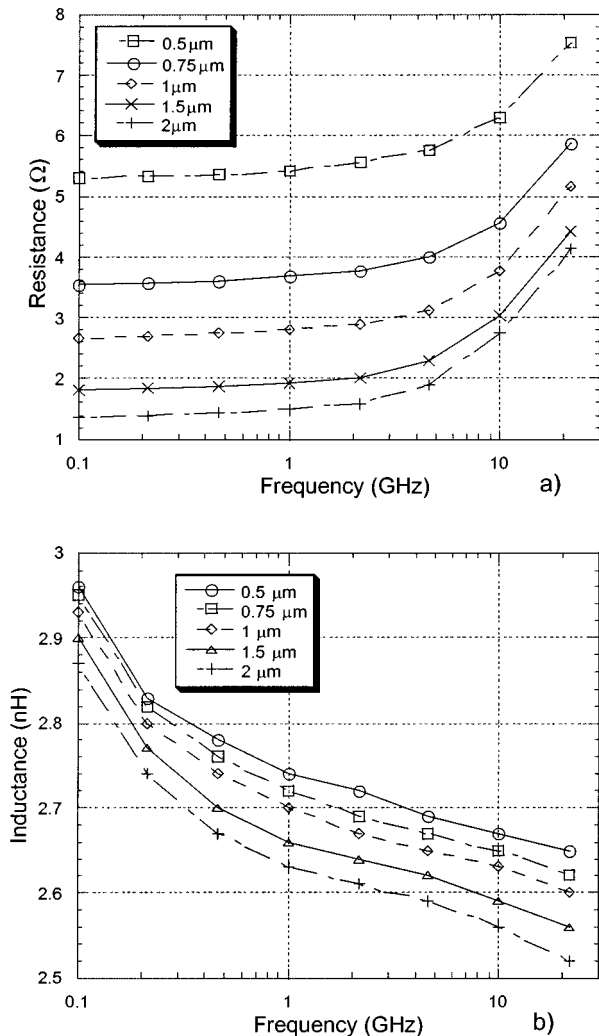 8
7
6
5
4
3
2
1
Resistance (Ω)
0.5μm
0.75μm
1μm
1.5μm
2μm
0.1
1
10
Frequency (GHz)
a)
3
2.9
2.8
2.7
2.6
2.5
Inductance (nH)
0.5 μm
0.75 μm
1 μm
1.5 μm
2 μm
0.1
1
10
Frequency (GHz)
b)